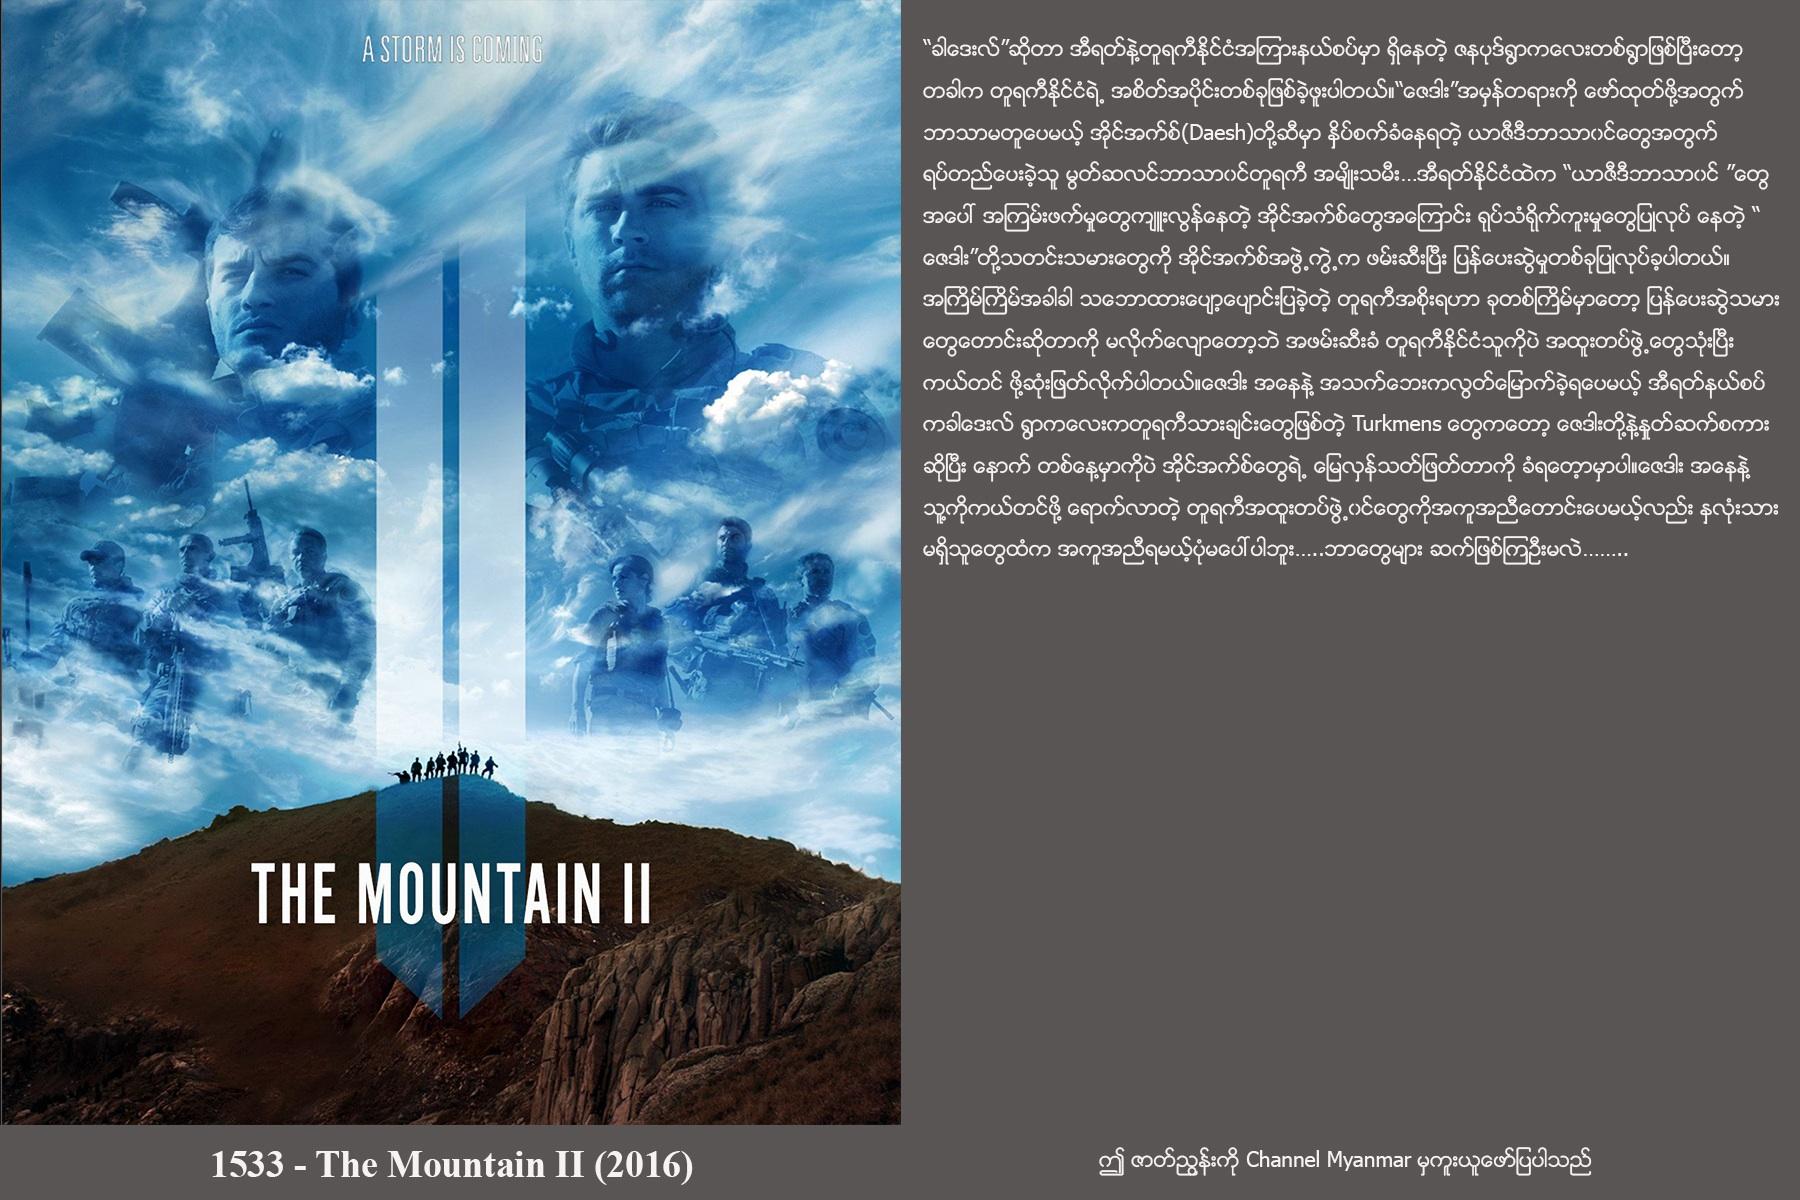 A STORM IS COMING
THE MOUNTAIN II
1533 - The Mountain II (2016)
“ခါဒေးလ်”ဆိုတာ အီရတ်နဲ့တူရကီနိုင်ငံအကြားနယ်စပ်မှာ ရှိနေတဲ့ ဇနပုဒ်ရွာကလေးတစ်ရွာဖြစ်ပြီးတော့
တခါက တူရကီနိုင်ငံရဲ့ အစိတ်အပိုင်းတစ်ခုဖြစ်ခဲ့ဖူးပါတယ်။“ဇေဒါး”အမှန်တရားကို ဖော်ထုတ်ဖို့အတွက်
ဘာသာမတူပေမယ့် အိုင်အက်စ်(Daesh)တို့ဆီမှာ နှိပ်စက်ခံနေရတဲ့ ယာဇီဒီဘာသာဝင်တွေအတွက်
ရပ်တည်ပေးခဲ့သူ မွတ်ဆလင်ဘာသာဝင်တူရကီ အမျိုးသမီး...အီရတ်နိုင်ငံထဲက “ယာဇီဒီဘာသာဝင် ”တွေ
အပေါ် အကြမ်းဖက်မှုတွေကျူးလွန်နေတဲ့ အိုင်အက်စ်တွေအကြောင်း ရုပ်သံရိုက်ကူးမှုတွေပြုလုပ် နေတဲ့ “
ဇေဒါး”တို့သတင်းသမားတွေကို အိုင်အက်စ်အဖွဲ့ကွဲ့က ဖမ်းဆီးပြီး ပြန်ပေးဆွဲမှုတစ်ခုပြုလုပ်ခဲ့ပါတယ်။
အကြိမ်ကြိမ်အခါခါ သဘောထားပျော့ပျောင်းပြခဲ့တဲ့ တူရကီအစိုးရဟာ ခုတစ်ကြိမ်မှာတော့ ပြန်ပေးဆွဲသမား
တွေတောင်းဆိုတာကို မလိုက်လျောတော့ဘဲ အဖမ်းဆီးခံ တူရကီနိုင်ငံသူကိုပဲ အထူးတပ်ဖွဲ့တွေသုံးပြီး
ကယ်တင် ဖို့ဆုံးဖြတ်လိုက်ပါတယ်။ဇေဒါး အနေနဲ့ အသက်ဘေးကလွတ်မြောက်ခဲ့ရပေမယ့် အီရတ်နယ်စပ်
ကခါဒေးလ် ရွာကလေးကတူရကီသားချင်းတွေဖြစ်တဲ့ Turkmens တွေကတော့ ဇေဒါးတို့နဲ့နှုတ်ဆက်စကား
ဆိုပြီး နောက် တစ်နေ့မှာကိုပဲ အိုင်အက်စ်တွေရဲ့ မြေလှန်သတ်ဖြတ်တာကို ခံရတော့မှာပါ။ဇေဒါး အနေနဲ့
သူ့ကိုကယ်တင်ဖို့ ရောက်လာတဲ့ တူရကီအထူးတပ်ဖွဲ့ဝင်တွေကိုအကူအညီတောင်းပေမယ့်လည်း နှလုံးသား
မရှိသူတွေထံက အကူအညီရမယ့်ပုံမပေါ်ပါဘူး.....ဘာတွေများ ဆက်ဖြစ်ကြဦးမလဲ........
ဤ ဇာတ်ညွှန်းကို Channel Myanmar မှကူးယူဖော်ပြပါသည်